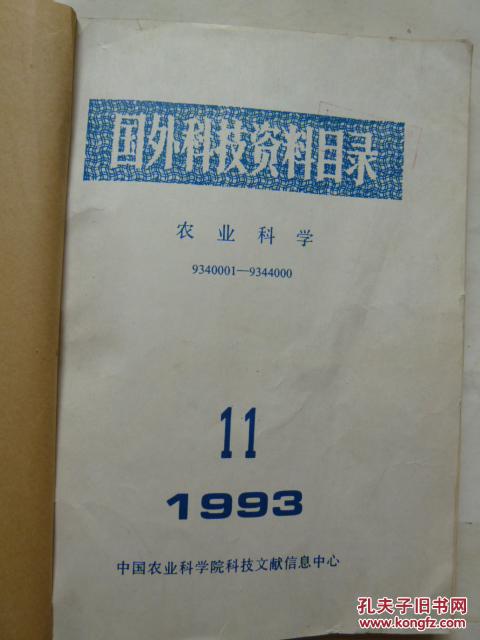 国外科技资料目录
农业科学
9340001—9344000
11
1993
中国农业科学院科技文献信息中心
孔夫子旧书网
www.kongfz.com